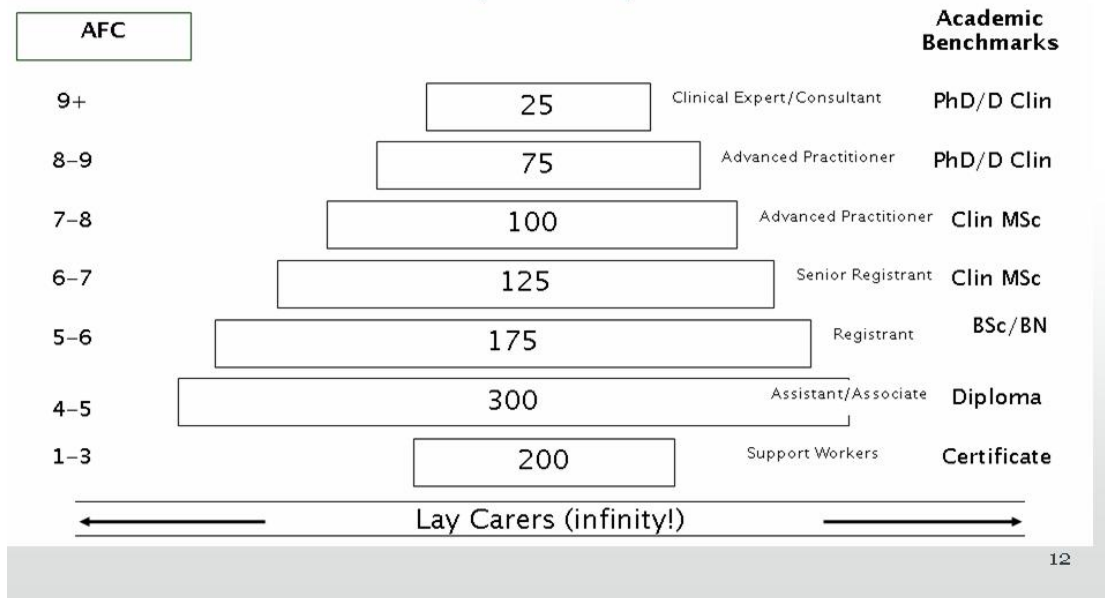 AFC
Academic
Benchmarks
9+ 25 Clinical Expert/Consultant PhD/D Clin
8–9 75 Advanced Practitioner PhD/D Clin
7–8 100 Advanced Practitioner Clin MSc
6–7 125 Senior Registrant Clin MSc
5–6 175 Registrant BSc/BN
4–5 300 Assistant/Associate Diploma
1–3 200 Support Workers Certificate
Lay Carers (infinity!)
12